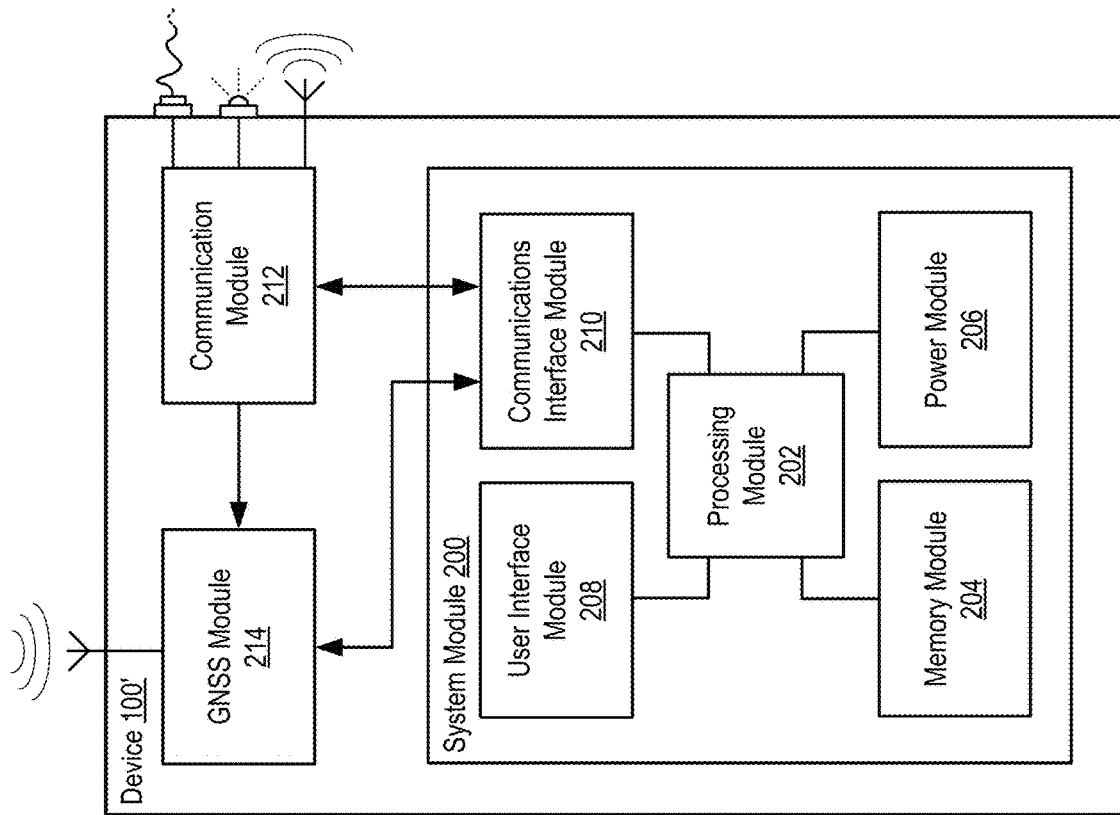 Device 100'
GNSS Module
214
Communication
Module
212
System Module 200
User Interface
Module
208
Communications
Interface Module
210
Processing
Module
202
Memory Module
204
Power Module
206